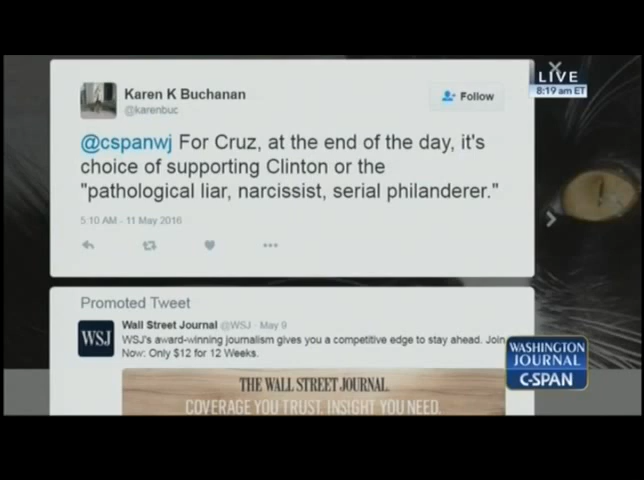 LIVE
8:19 am ET
Karen K Buchanan
@karenbuc
Follow
@cspanwj For Cruz, at the end of the day, it's
choice of supporting Clinton or the
"pathological liar, narcissist, serial philanderer."
5:10 AM - 11 May 2016
Promoted Tweet
WSJ
Wall Street Journal @WSJ · May 9
WSJ's award-winning journalism gives you a competitive edge to stay ahead. Join
Now: Only $12 for 12 Weeks.
THE WALL STREET JOURNAL.
COVERAGE YOU TRUST. INSIGHT YOU NEED.
WASHINGTON
JOURNAL
C-SPAN